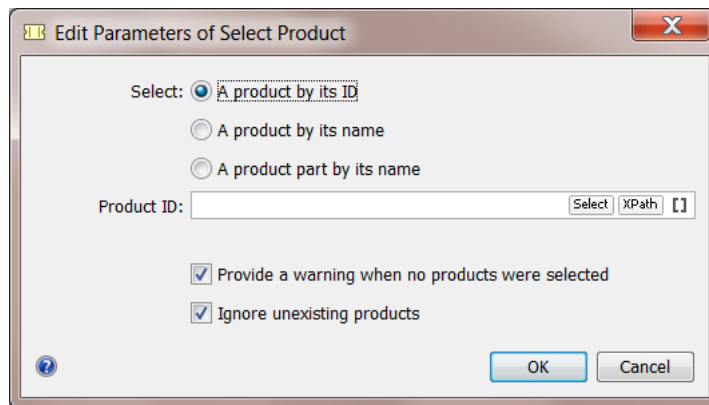 Edit Parameters of Select Product
Select: A product by its ID
A product by its name
A product part by its name
Product ID: Select XPath []
Provide a warning when no products were selected
Ignore unexisting products
OK Cancel